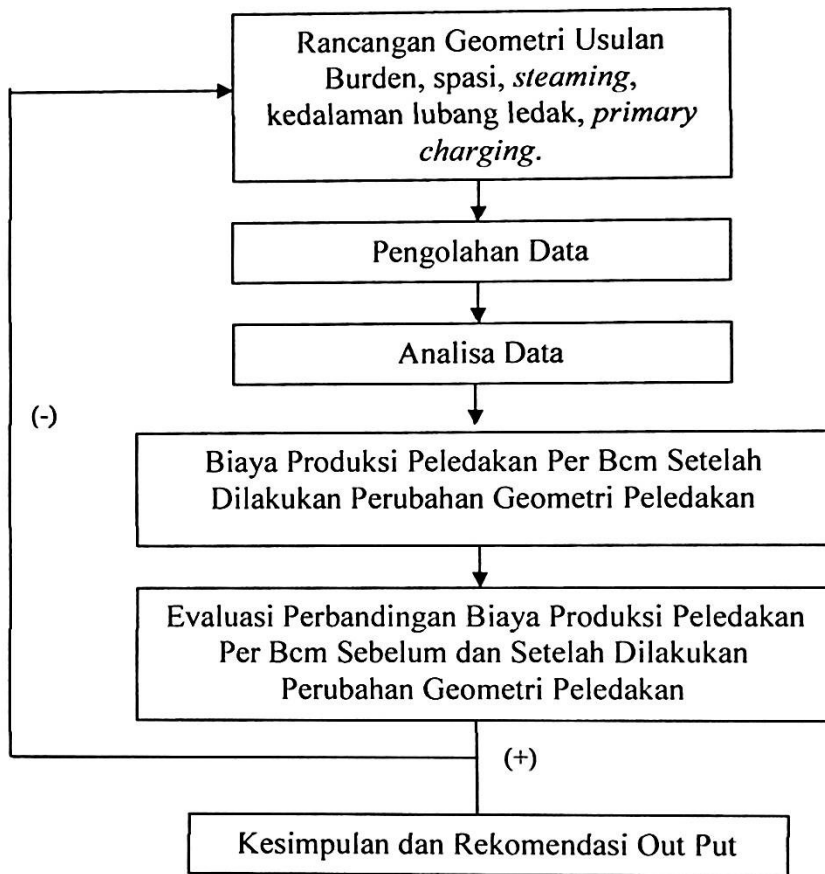 Rancangan Geometri Usulan
Burden, spasi, steaming,
kedalaman lubang ledak, primary
charging.
Pengolahan Data
Analisa Data
(-)
Biaya Produksi Peledakan Per Bcm Setelah
Dilakukan Perubahan Geometri Peledakan
Evaluasi Perbandingan Biaya Produksi Peledakan
Per Bcm Sebelum dan Setelah Dilakukan
Perubahan Geometri Peledakan
(+)
Kesimpulan dan Rekomendasi Out Put